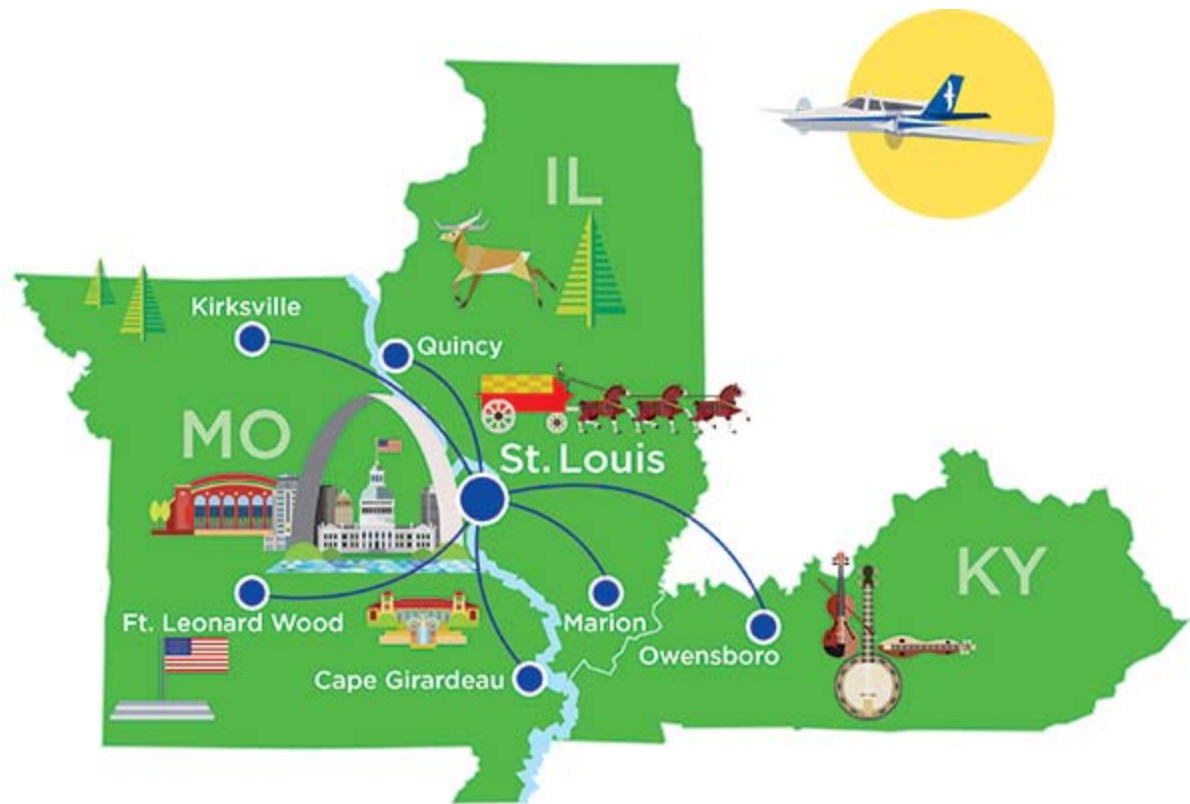 IL
Kirksville
Quincy
MO
St. Louis
KY
Ft. Leonard Wood
Marion
Owensboro
Cape Girardeau